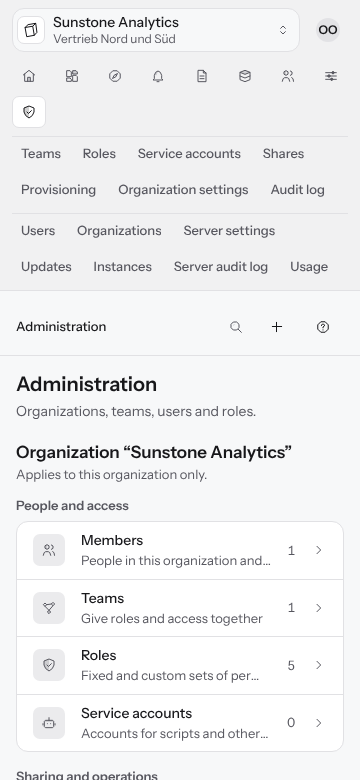 Sunstone Analytics
Vertrieb Nord und Süd
OO
Teams Roles Service accounts Shares
Provisioning Organization settings Audit log
Users Organizations Server settings
Updates Instances Server audit log Usage
Administration
Administration
Organizations, teams, users and roles.
Organization “Sunstone Analytics”
Applies to this organization only.
People and access
Members
People in this organization and...
1
Teams
Give roles and access together
1
Roles
Fixed and custom sets of per...
5
Service accounts
Accounts for scripts and other...
0
Sharing and operations